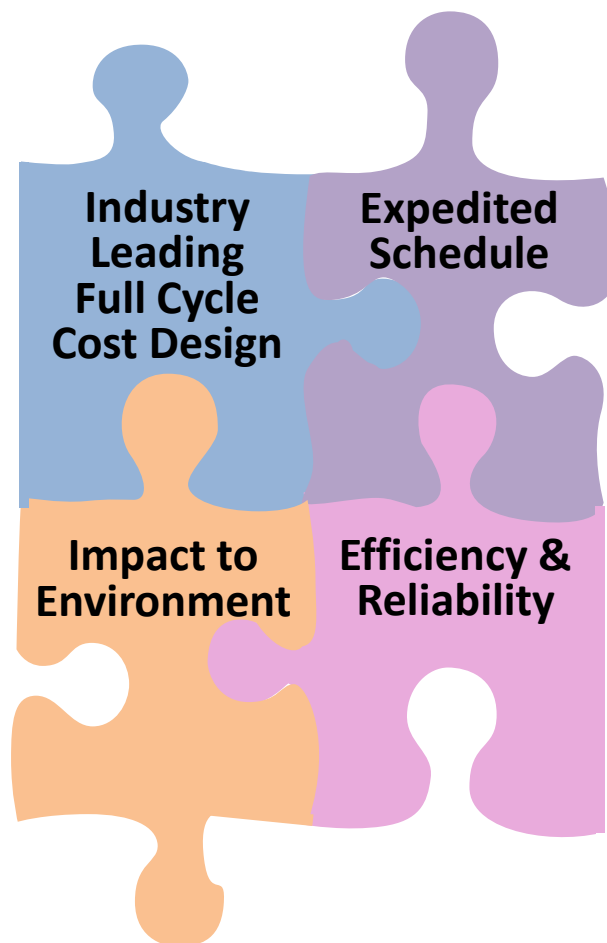 Industry
Leading
Full Cycle
Cost Design
Expedited
Schedule
Impact to
Environment
Efficiency &
Reliability